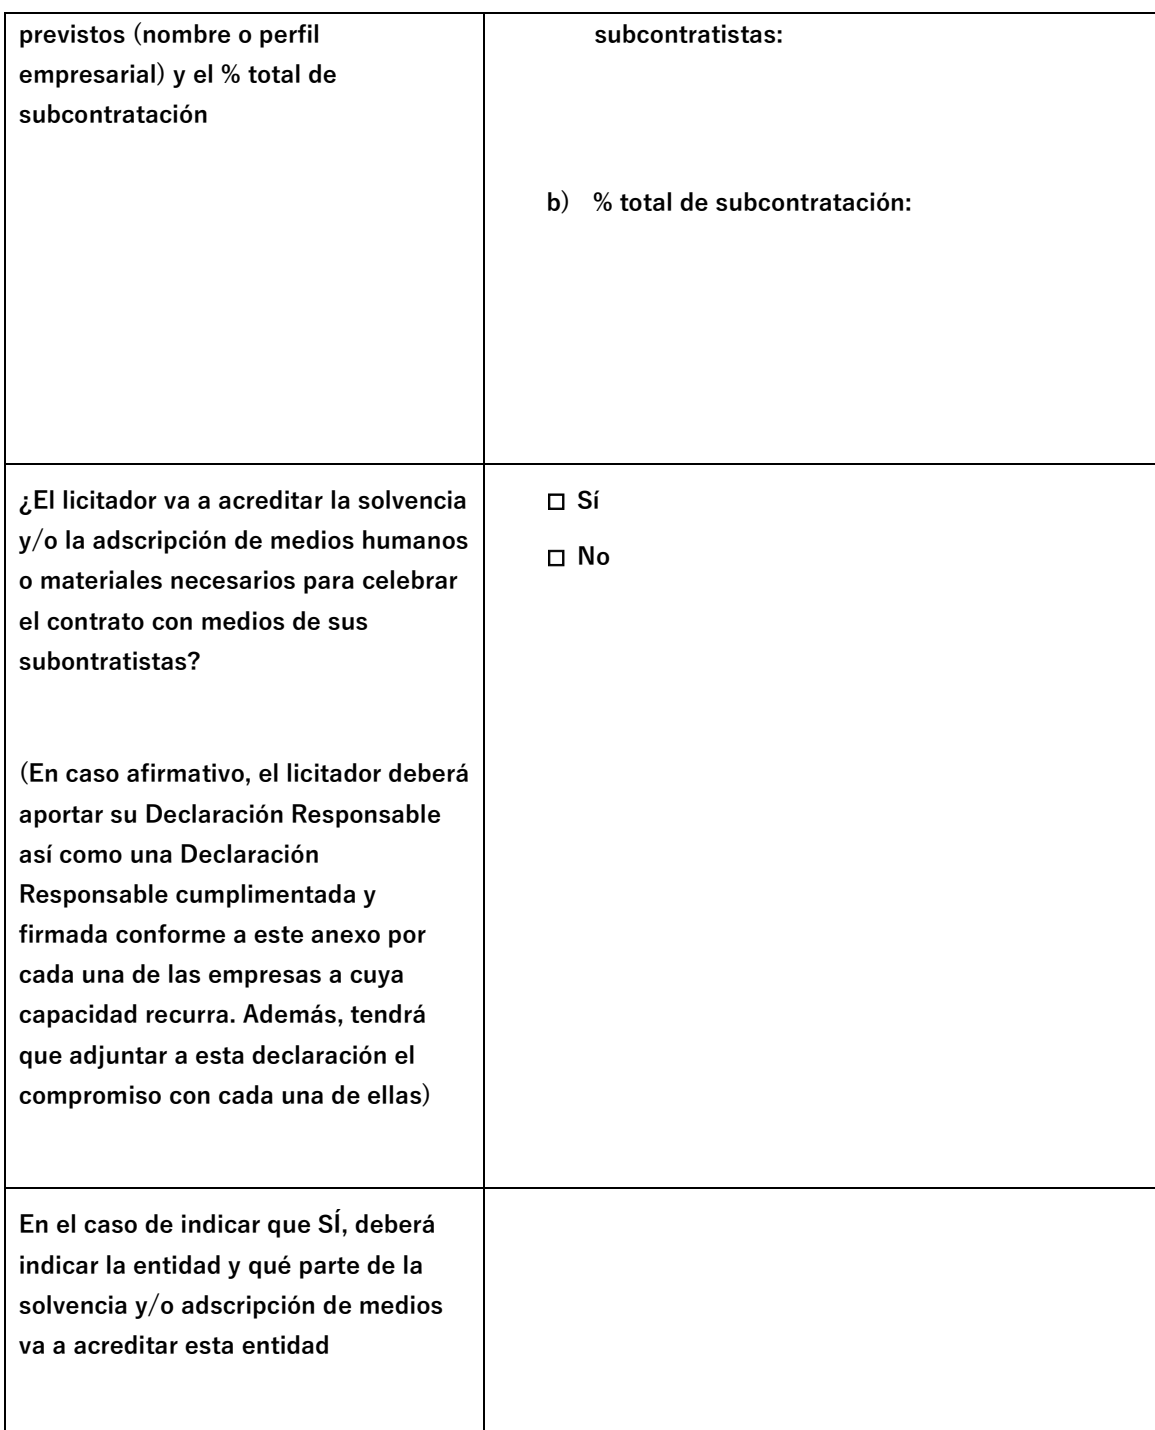 previstos (nombre o perfil
empresarial) y el % total de
subcontratación
subcontratistas:
b) % total de subcontratación:
¿El licitador va a acreditar la solvencia
y/o la adscripción de medios humanos
o materiales necesarios para celebrar
el contrato con medios de sus
subontratistas?
(En caso afirmativo, el licitador deberá
aportar su Declaración Responsable
así como una Declaración
Responsable cumplimentada y
firmada conforme a este anexo por
cada una de las empresas a cuya
capacidad recurra. Además, tendrá
que adjuntar a esta declaración el
compromiso con cada una de ellas)
☐ Sí
☐ No
En el caso de indicar que SÍ, deberá
indicar la entidad y qué parte de la
solvencia y/o adscripción de medios
va a acreditar esta entidad